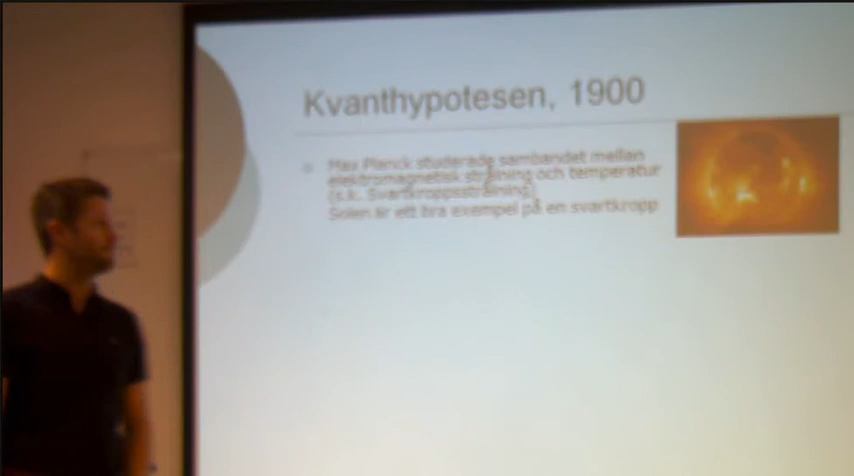 Kvanthypotesen, 1900
Max Planck studerade sambandet mellan
elektromagnetisk strålning och temperatur
(s.k. Svartkroppsstrålning)
Solen är ett bra exempel på en svartkropp